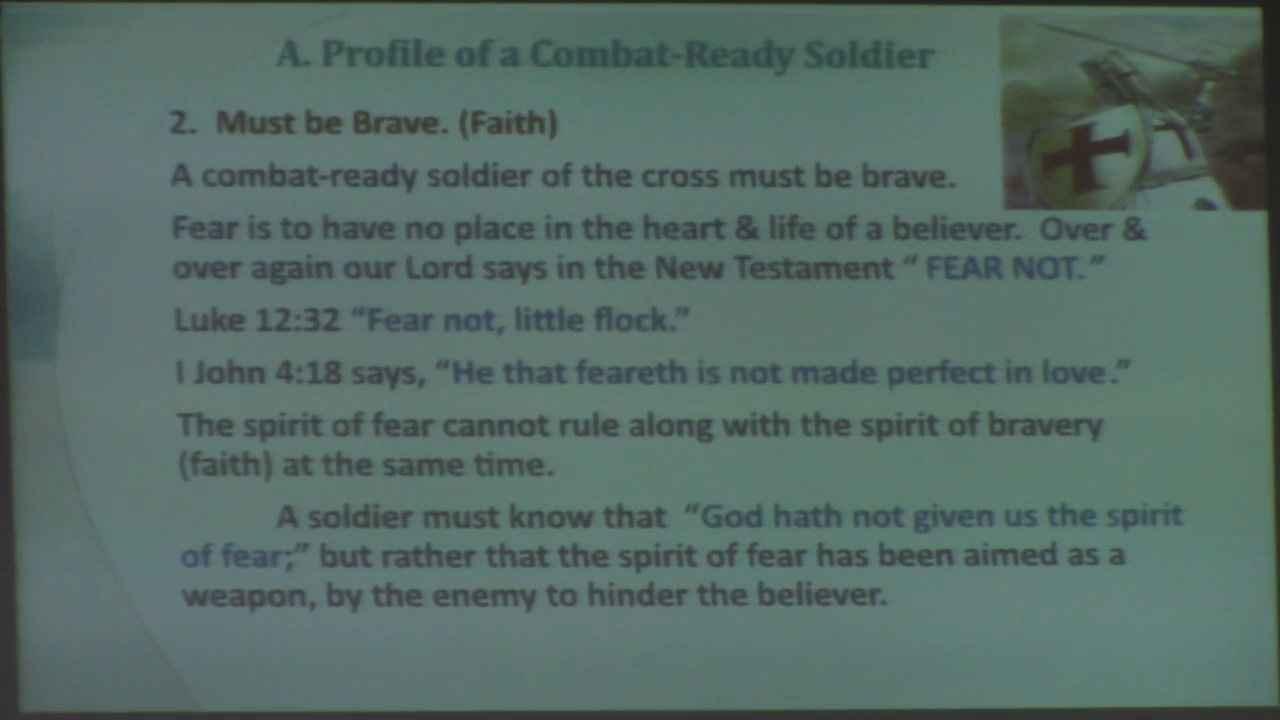 A. Profile of a Combat-Ready Soldier
2. Must be Brave. (Faith)
A combat-ready soldier of the cross must be brave.
Fear is to have no place in the heart & life of a believer. Over &
over again our Lord says in the New Testament “ FEAR NOT.”
Luke 12:32 “Fear not, little flock.”
I John 4:18 says, “He that feareth is not made perfect in love.”
The spirit of fear cannot rule along with the spirit of bravery
(faith) at the same time.
A soldier must know that “God hath not given us the spirit
of fear;” but rather that the spirit of fear has been aimed as a
weapon, by the enemy to hinder the believer.